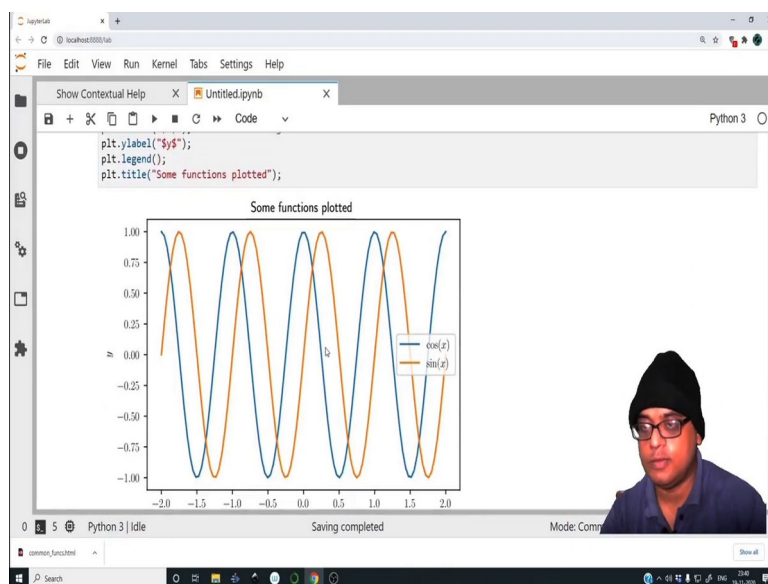 JupyterLab
localhost:8888/lab
File Edit View Run Kernel Tabs Settings Help
Show Contextual Help Untitled.ipynb
Code Python 3
plt.ylabel("$y$");
plt.legend();
plt.title("Some functions plotted");
Some functions plotted
1.00
0.75
0.50
0.25
0.00
−0.25
−0.50
−0.75
−1.00
y
cos(x)
sin(x)
−2.0 −1.5 −1.0 −0.5 0.0 0.5 1.0 1.5 2.0
0 5 Python 3 | Idle Saving completed Mode: Comm
common_funcs.html Show all
Search ENG 23:40
19-11-2020